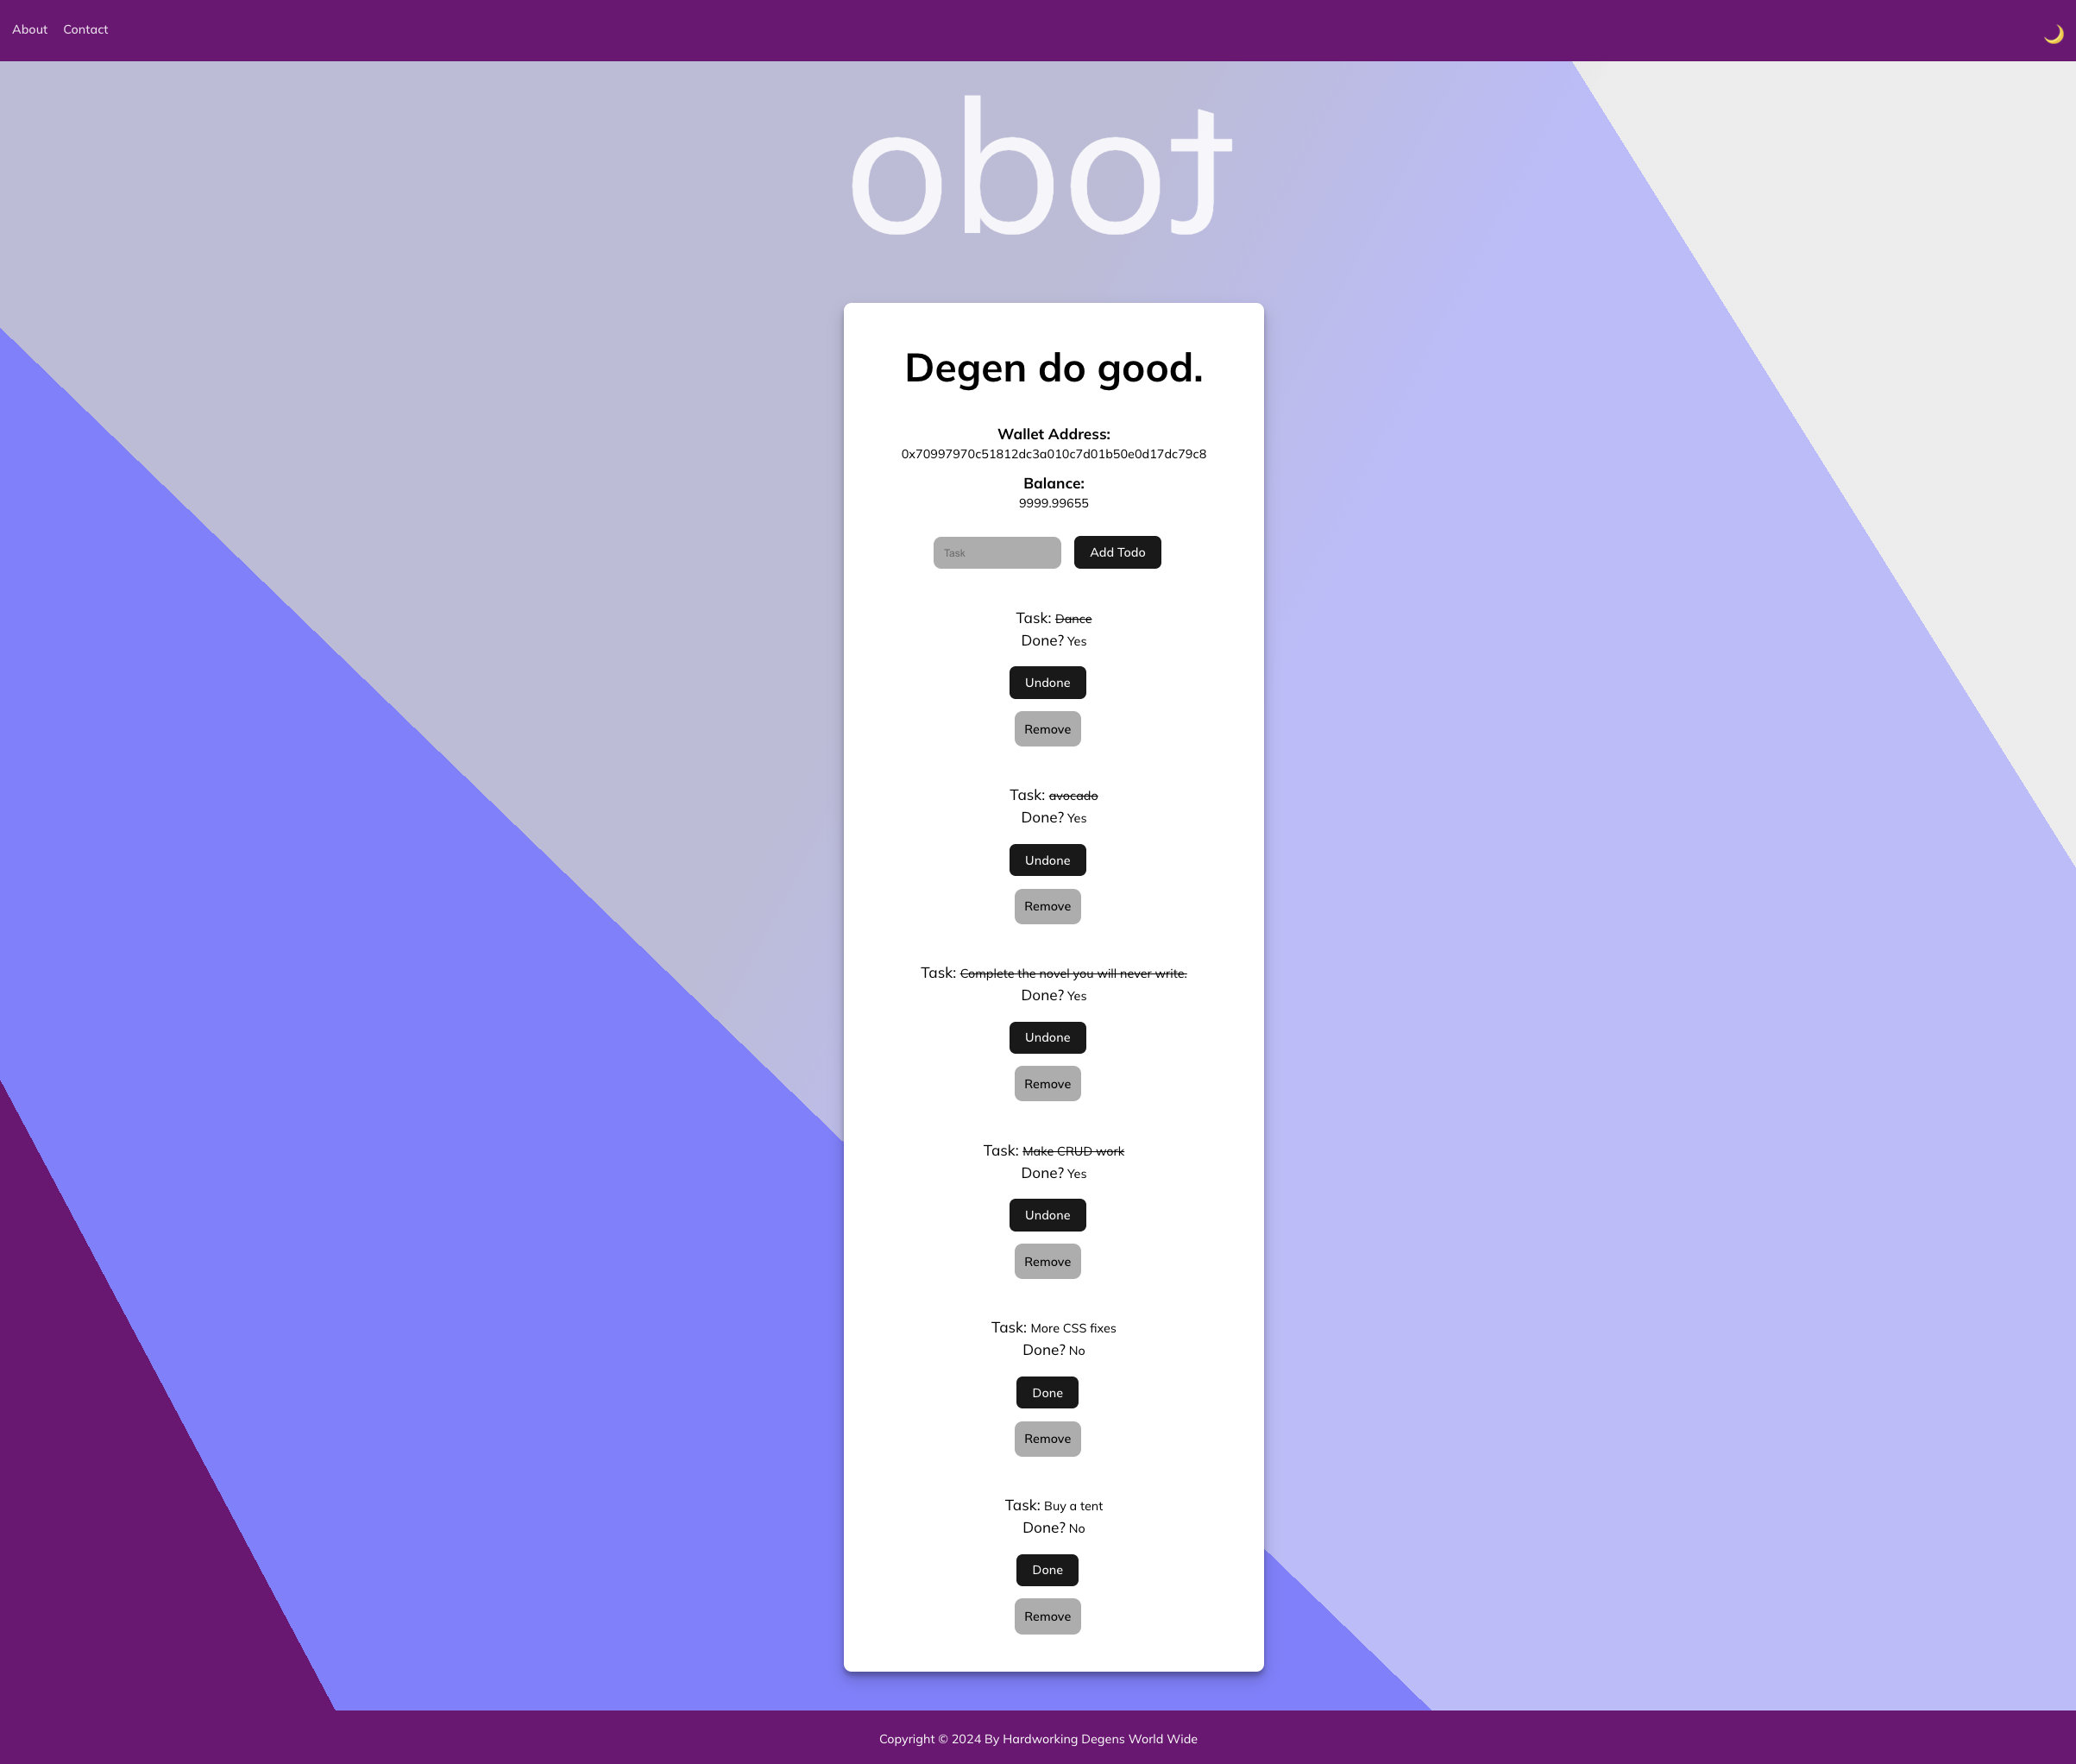 About Contact
obot
Degen do good.
Wallet Address:
0x70997970c51812dc3a010c7d01b50e0d17dc79c8
Balance:
9999.99655
Task Add Todo
Task: Dance
Done? Yes
Undone
Remove
Task: avocado
Done? Yes
Undone
Remove
Task: Complete the novel you will never write.
Done? Yes
Undone
Remove
Task: Make CRUD work
Done? Yes
Undone
Remove
Task: More CSS fixes
Done? No
Done
Remove
Task: Buy a tent
Done? No
Done
Remove
Copyright © 2024 By Hardworking Degens World Wide